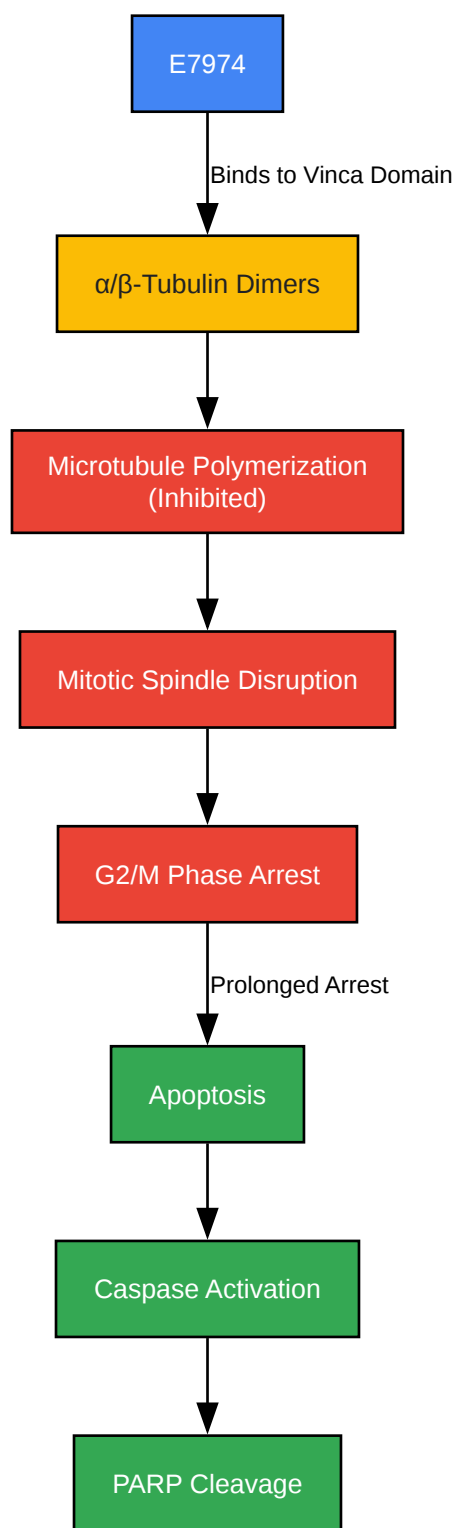 E7974
Binds to Vinca Domain
α/β-Tubulin Dimers
Microtubule Polymerization
(Inhibited)
Mitotic Spindle Disruption
G2/M Phase Arrest
Prolonged Arrest
Apoptosis
Caspase Activation
PARP Cleavage